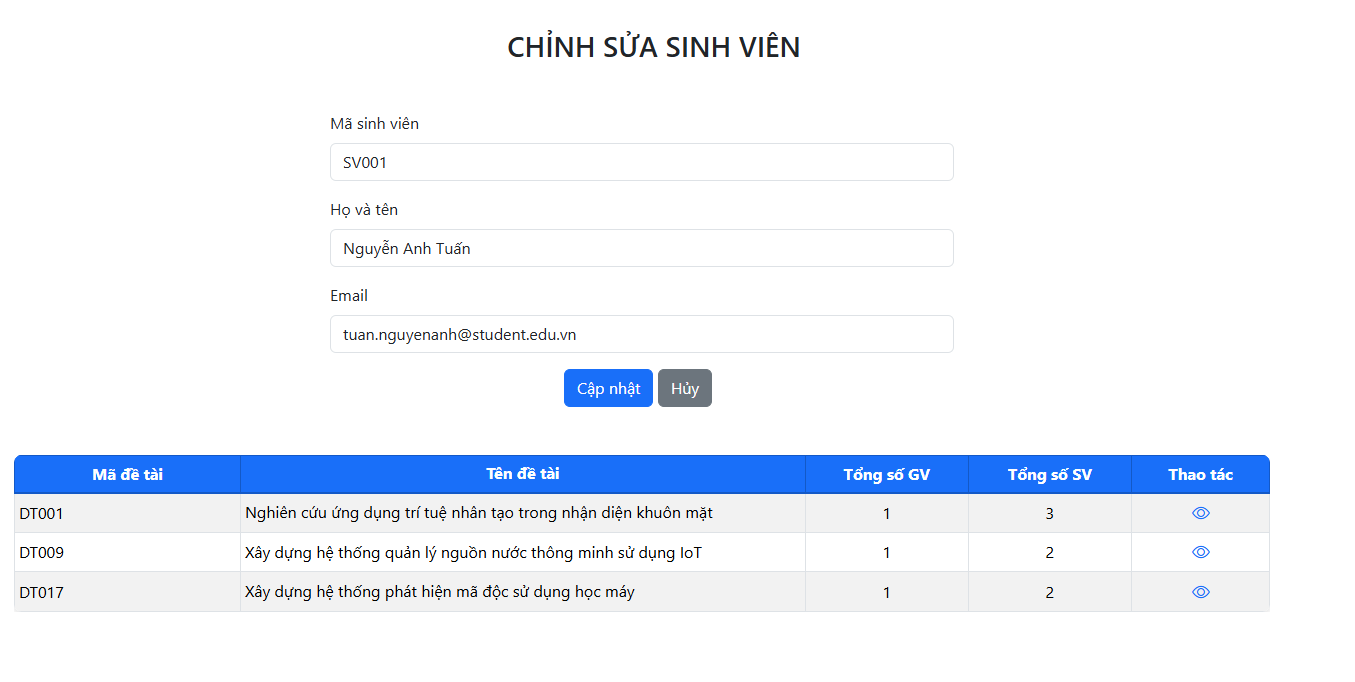 CHỈNH SỬA SINH VIÊN
Mã sinh viên
SV001
Họ và tên
Nguyễn Anh Tuấn
Email
tuan.nguyenanh@student.edu.vn
Cập nhật Hủy
Mã đề tài Tên đề tài Tổng số GV Tổng số SV Thao tác
DT001 Nghiên cứu ứng dụng trí tuệ nhân tạo trong nhận diện khuôn mặt 1 3
DT009 Xây dựng hệ thống quản lý nguồn nước thông minh sử dụng IoT 1 2
DT017 Xây dựng hệ thống phát hiện mã độc sử dụng học máy 1 2